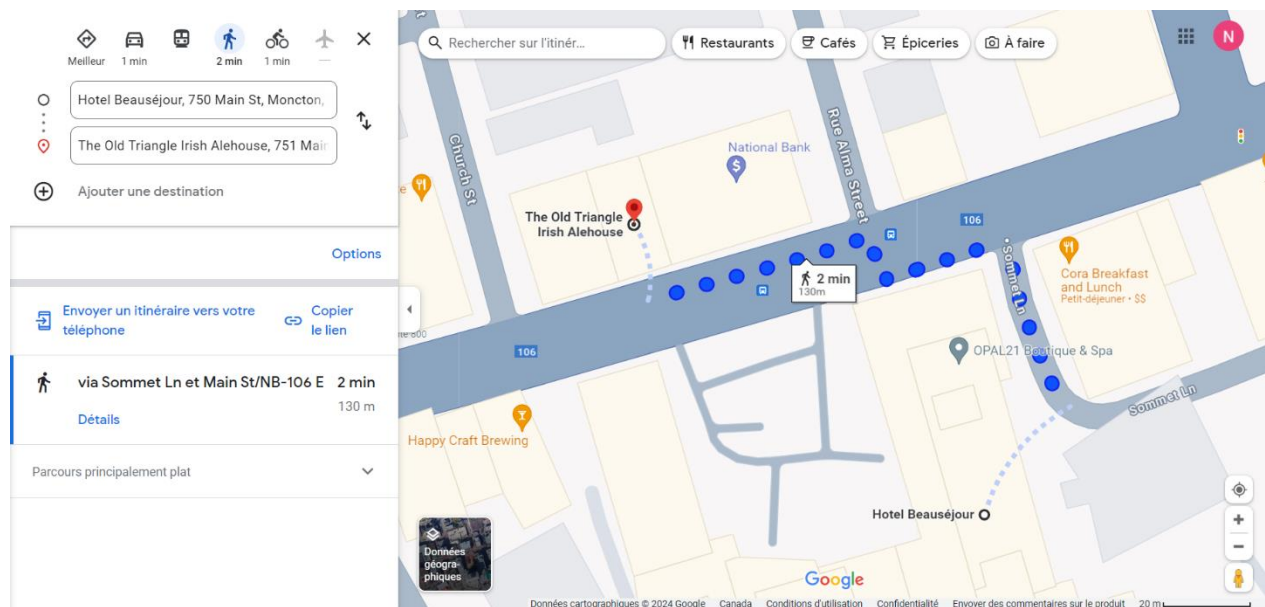 Meilleur
1 min
2 min
1 min
—
Hotel Beauséjour, 750 Main St, Moncton,
The Old Triangle Irish Alehouse, 751 Main
Ajouter une destination
Options
Envoyer un itinéraire vers votre
téléphone
Copier
le lien
via Sommet Ln et Main St/NB-106 E 2 min
130 m
Détails
Parcours principalement plat
Rechercher sur l'itinér...
Restaurants
Cafés
Épiceries
À faire
N
Church St
Rue Alma Street
National Bank
The Old Triangle
Irish Alehouse
106
2 min
130m
Sommet Ln
Cora Breakfast
and Lunch
Petit-déjeuner • $$
106
OPAL21 Boutique & Spa
Sommet Ln
Happy Craft Brewing
Hotel Beauséjour
Données
géogra-
phiques
Google
Données cartographiques © 2024 Google Canada Conditions d'utilisation Confidentialité Envoyer des commentaires sur le produit 20 m